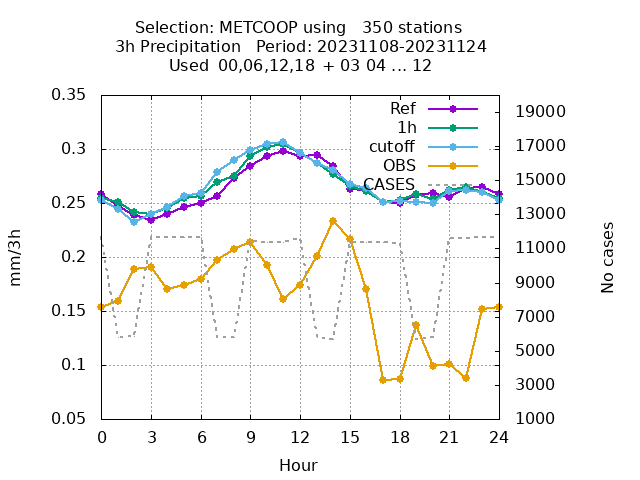 Selection: METCOOP using 350 stations
3h Precipitation Period: 20231108-20231124
Used 00,06,12,18 + 03 04 ... 12
Ref
1h
cutoff
OBS
CASES
mm/3h
0.35
0.3
0.25
0.2
0.15
0.1
0.05
No cases
19000
17000
15000
13000
11000
9000
7000
5000
3000
1000
0 3 6 9 12 15 18 21 24
Hour